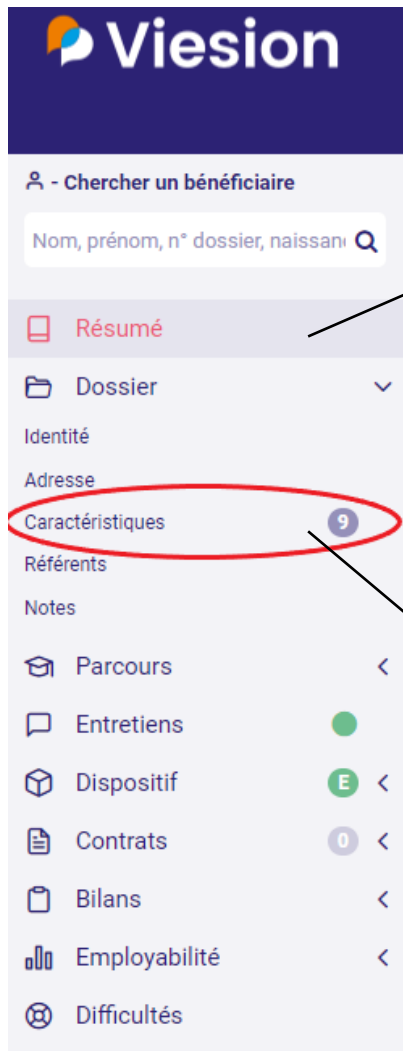 Viesion
- Chercher un bénéficiaire
Nom, prénom, n° dossier, naissan
Résumé
Dossier
Identité
Adresse
Caractéristiques 9
Référents
Notes
Parcours
Entretiens
Dispositif E
Contrats 0
Bilans
Employabilité
Difficultés